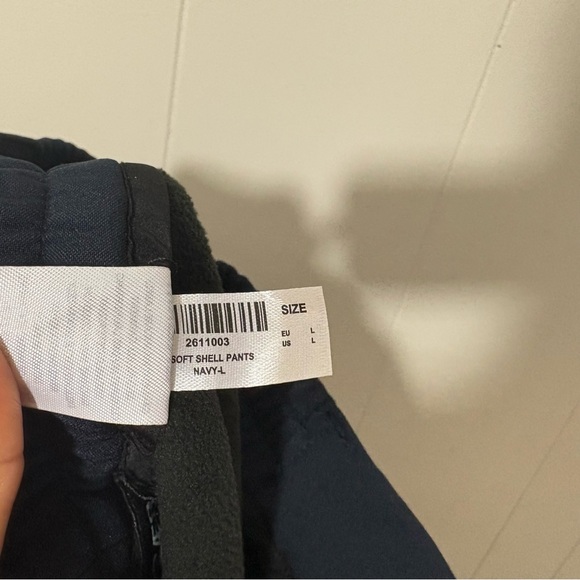 SIZE
EU L
US L
2611003
SOFT SHELL PANTS
NAVY-L